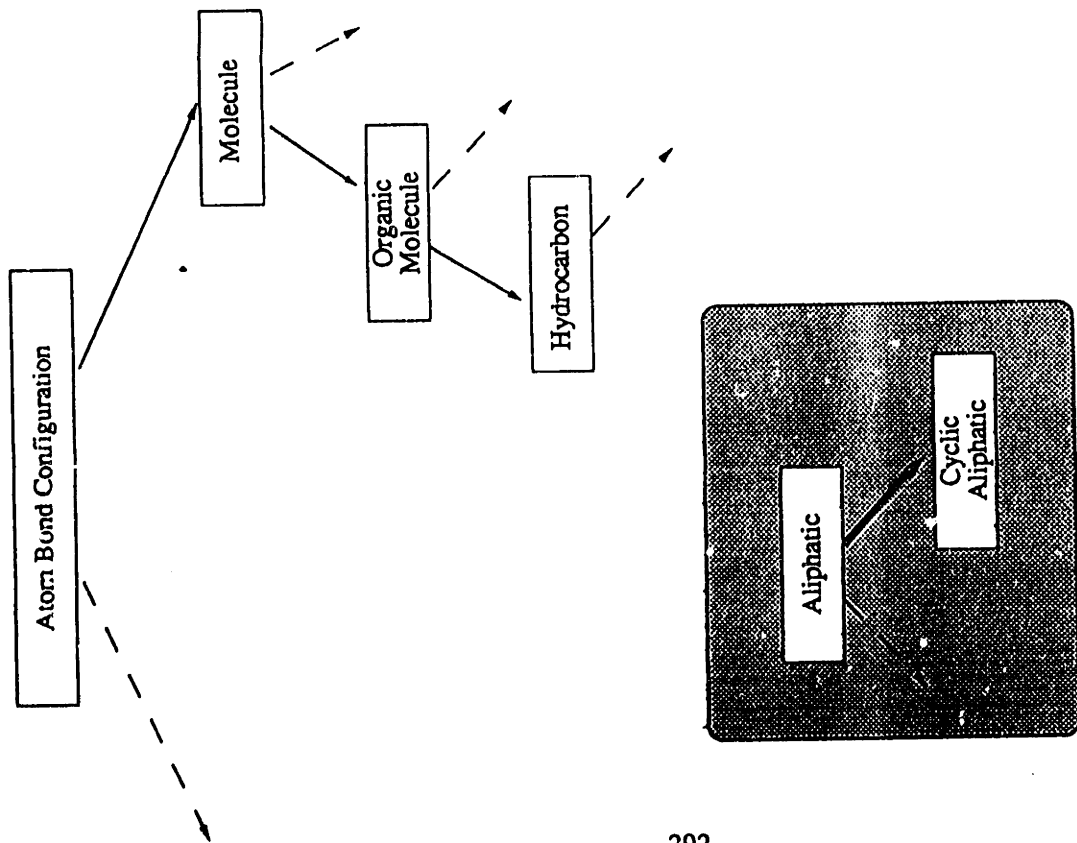 Atom Bond Configuration
Molecule
Organic
Molecule
Hydrocarbon
Aliphatic
Cyclic
Aliphatic